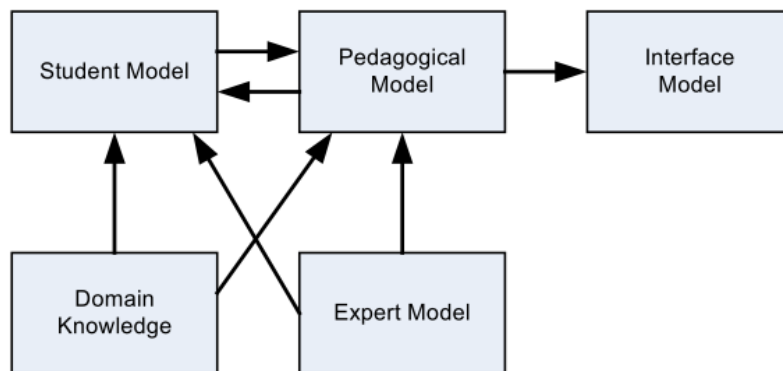 Student Model
Pedagogical
Model
Interface
Model
Domain
Knowledge
Expert Model